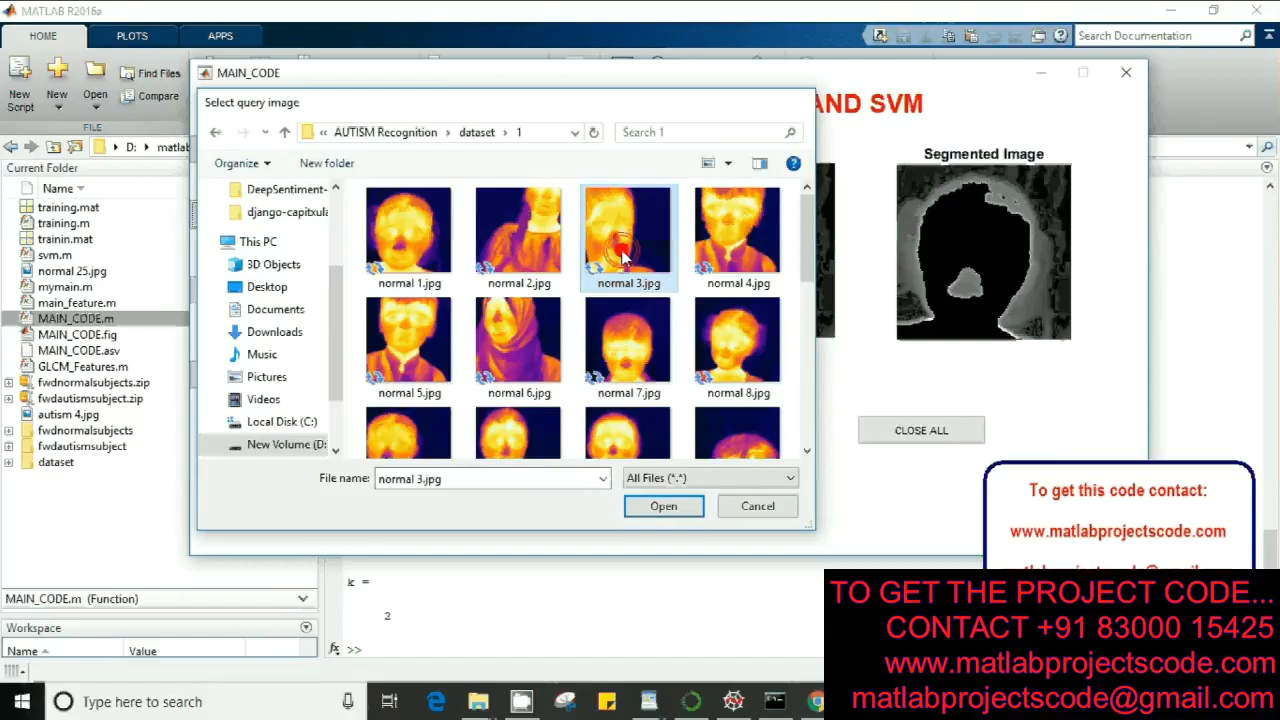 MATLAB R2016a
HOME
PLOTS
APPS
Search Documentation
New
Script
New
Open
Find Files
Compare
FILE
D:
matlab
Current Folder
Name
training.mat
training.m
trainin.mat
svm.m
normal 25.jpg
mymain.m
main_feature.m
MAIN_CODE.m
MAIN_CODE.fig
MAIN_CODE.asv
GLCM_Features.m
fwdnormalsubjects.zip
fwdautismsubject.zip
autism 4.jpg
fwdnormalsubjects
fwdautismsubject
dataset
MAIN_CODE.m (Function)
Workspace
Name
Value
MAIN_CODE
AND SVM
Segmented Image
CLOSE ALL
Select query image
« AUTISM Recognition › dataset › 1
Search 1
Organize
New folder
DeepSentiment-
django-capitxula
This PC
3D Objects
Desktop
Documents
Downloads
Music
Pictures
Videos
Local Disk (C:)
New Volume (D:
normal 1.jpg
normal 2.jpg
normal 3.jpg
normal 4.jpg
normal 5.jpg
normal 6.jpg
normal 7.jpg
normal 8.jpg
File name:
normal 3.jpg
All Files (*.*)
Open
Cancel
k =
2
fx >>
To get this code contact:
www.matlabprojectscode.com
TO GET THE PROJECT CODE...
CONTACT +91 83000 15425
www.matlabprojectscode.com
matlabprojectscode@gmail.com
Type here to search